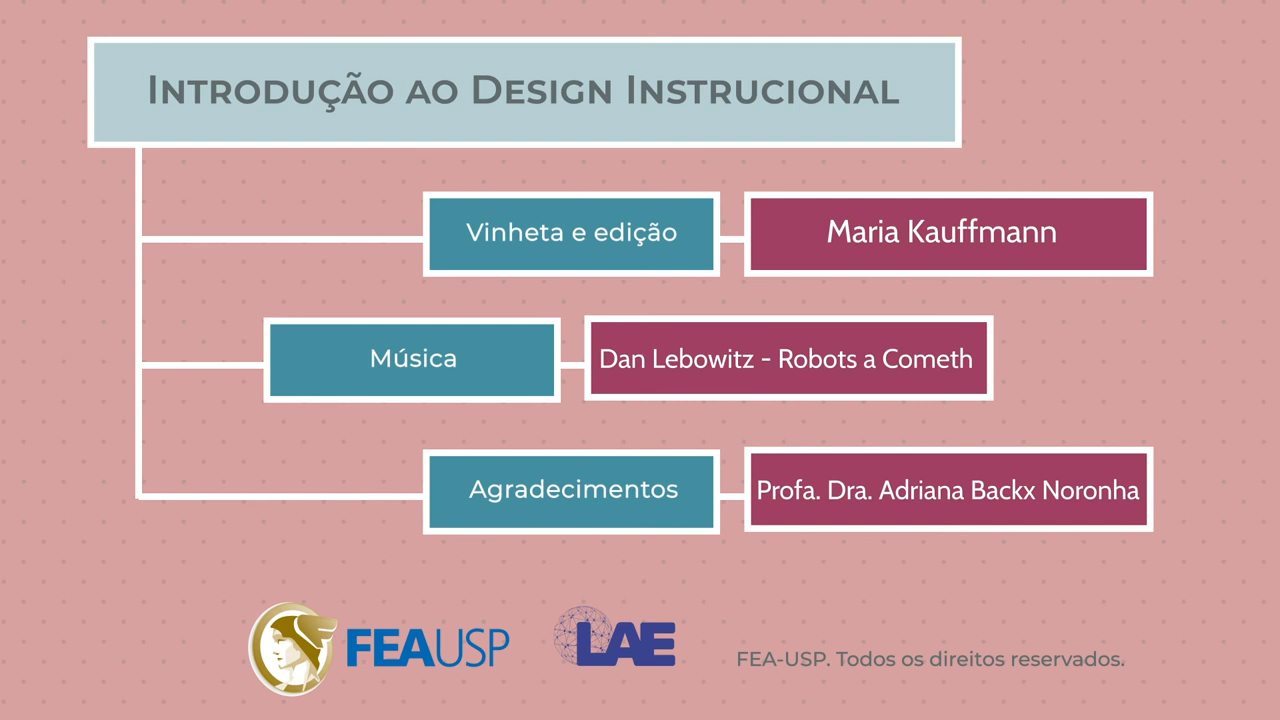 Introdução ao Design Instrucional
Vinheta e edição
Maria Kauffmann
Música
Dan Lebowitz - Robots a Cometh
Agradecimentos
Profa. Dra. Adriana Backx Noronha
FEAUSP
LAE
FEA-USP. Todos os direitos reservados.